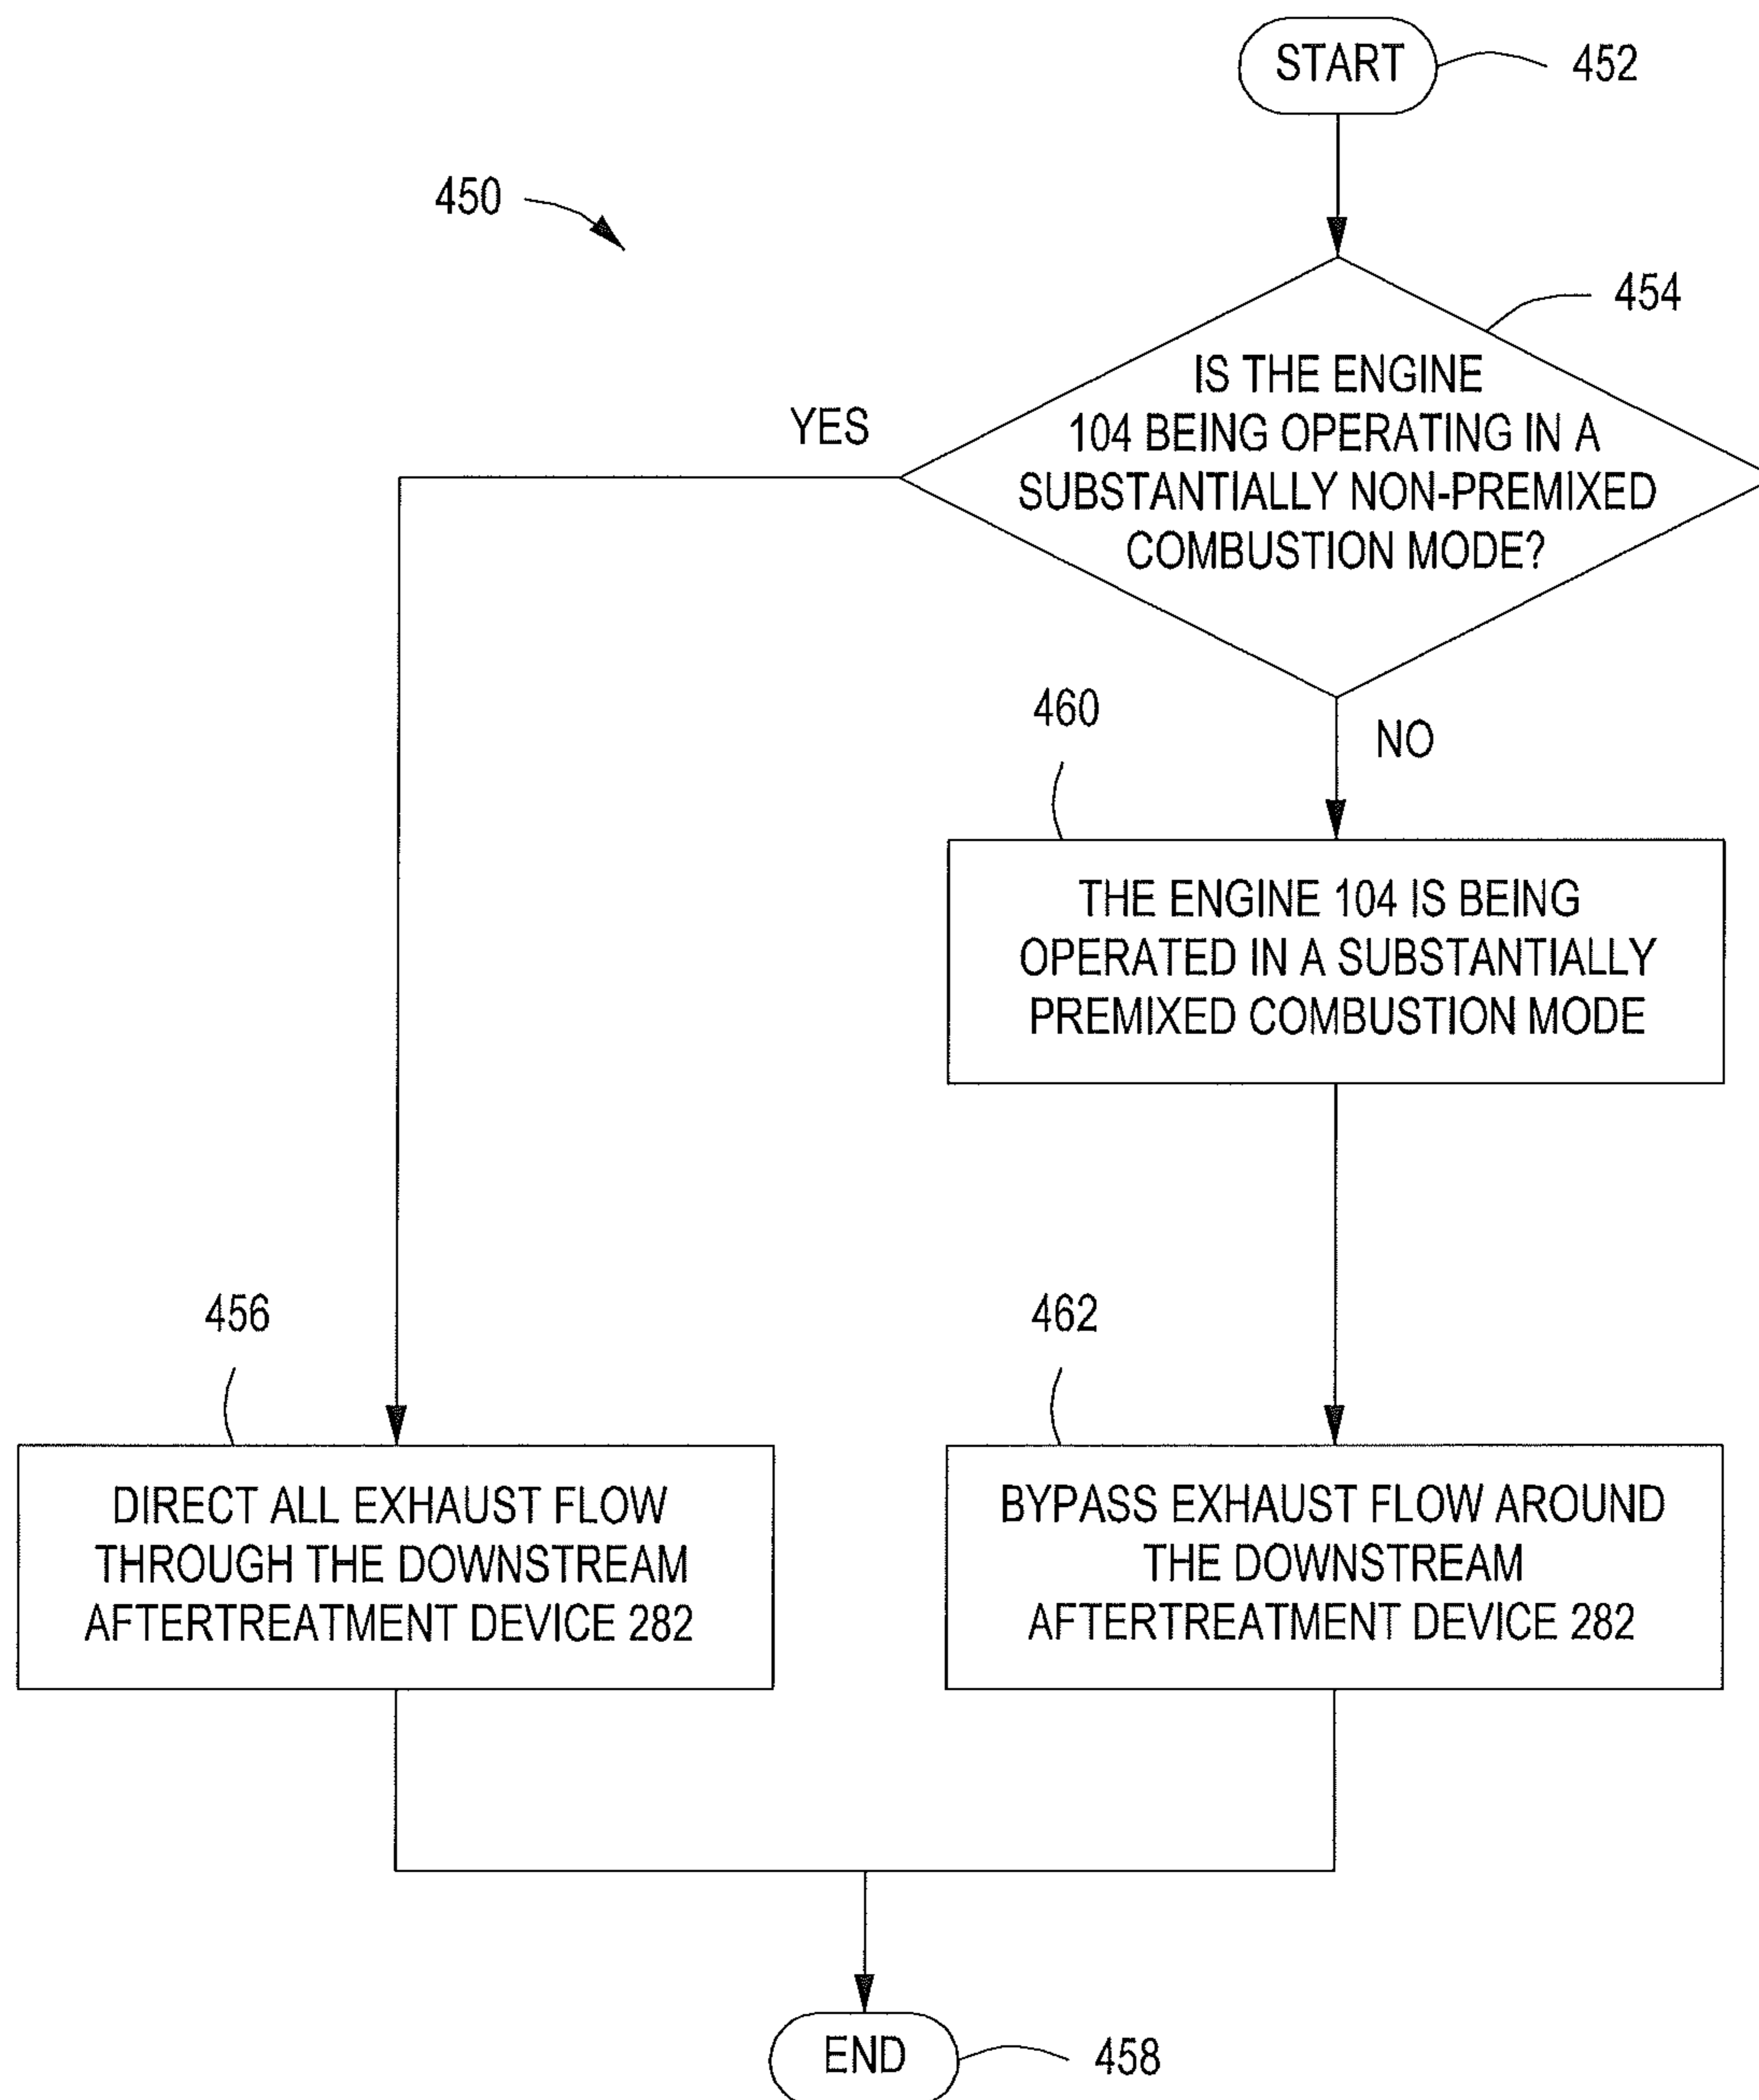 START
452
450
454
IS THE ENGINE
104 BEING OPERATING IN A
SUBSTANTIALLY NON-PREMIXED
COMBUSTION MODE?
YES
NO
460
THE ENGINE 104 IS BEING
OPERATED IN A SUBSTANTIALLY
PREMIXED COMBUSTION MODE
456
DIRECT ALL EXHAUST FLOW
THROUGH THE DOWNSTREAM
AFTERTREATMENT DEVICE 282
462
BYPASS EXHAUST FLOW AROUND
THE DOWNSTREAM
AFTERTREATMENT DEVICE 282
END
458